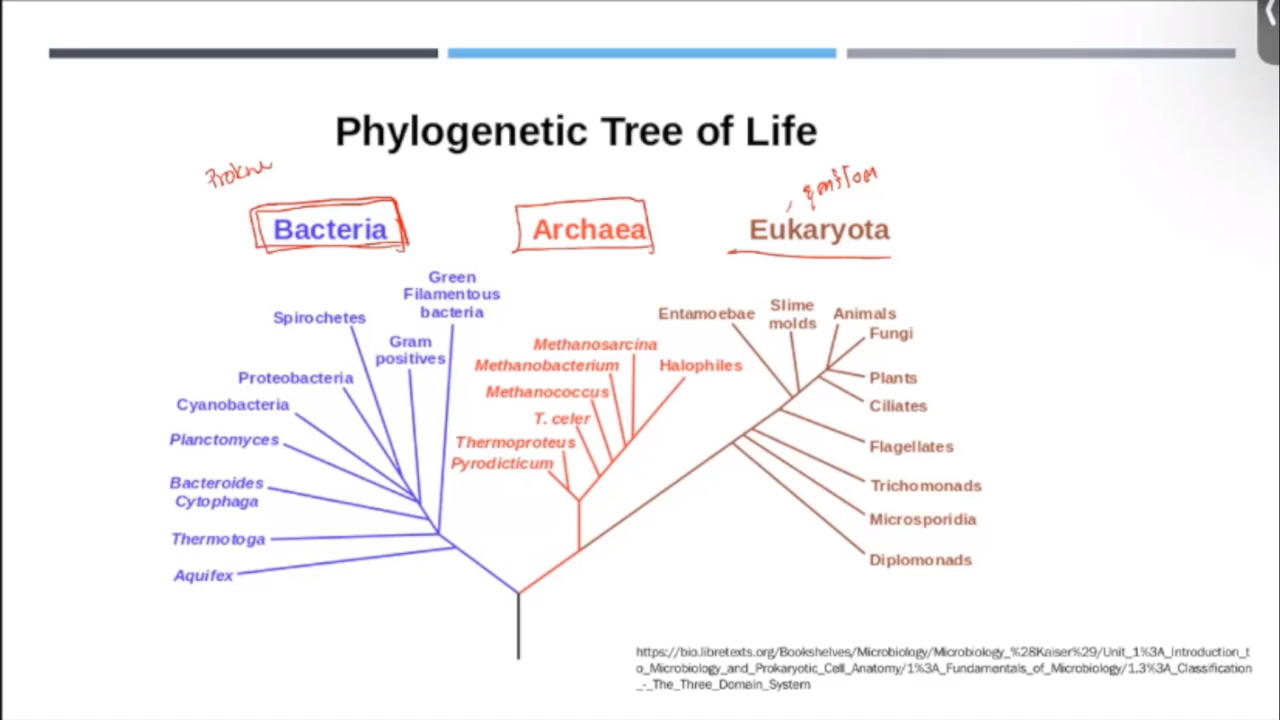 Phylogenetic Tree of Life
Bacteria
Archaea
Eukaryota
Green
Filamentous
bacteria
Spirochetes
Gram
positives
Proteobacteria
Cyanobacteria
Planctomyces
Bacteroides
Cytophaga
Thermotoga
Aquifex
Methanosarcina
Methanobacterium
Halophiles
Methanococcus
T. celer
Thermoproteus
Pyrodicticum
Entamoebae
Slime
molds
Animals
Fungi
Plants
Ciliates
Flagellates
Trichomonads
Microsporidia
Diplomonads
https://bio.libretexts.org/Bookshelves/Microbiology/Microbiology_%28Kaiser%29/Unit_1%3A_Introduction_t
o_Microbiology_and_Prokaryotic_Cell_Anatomy/1%3A_Fundamentals_of_Microbiology/1.3%3A_Classification
_-_The_Three_Domain_System